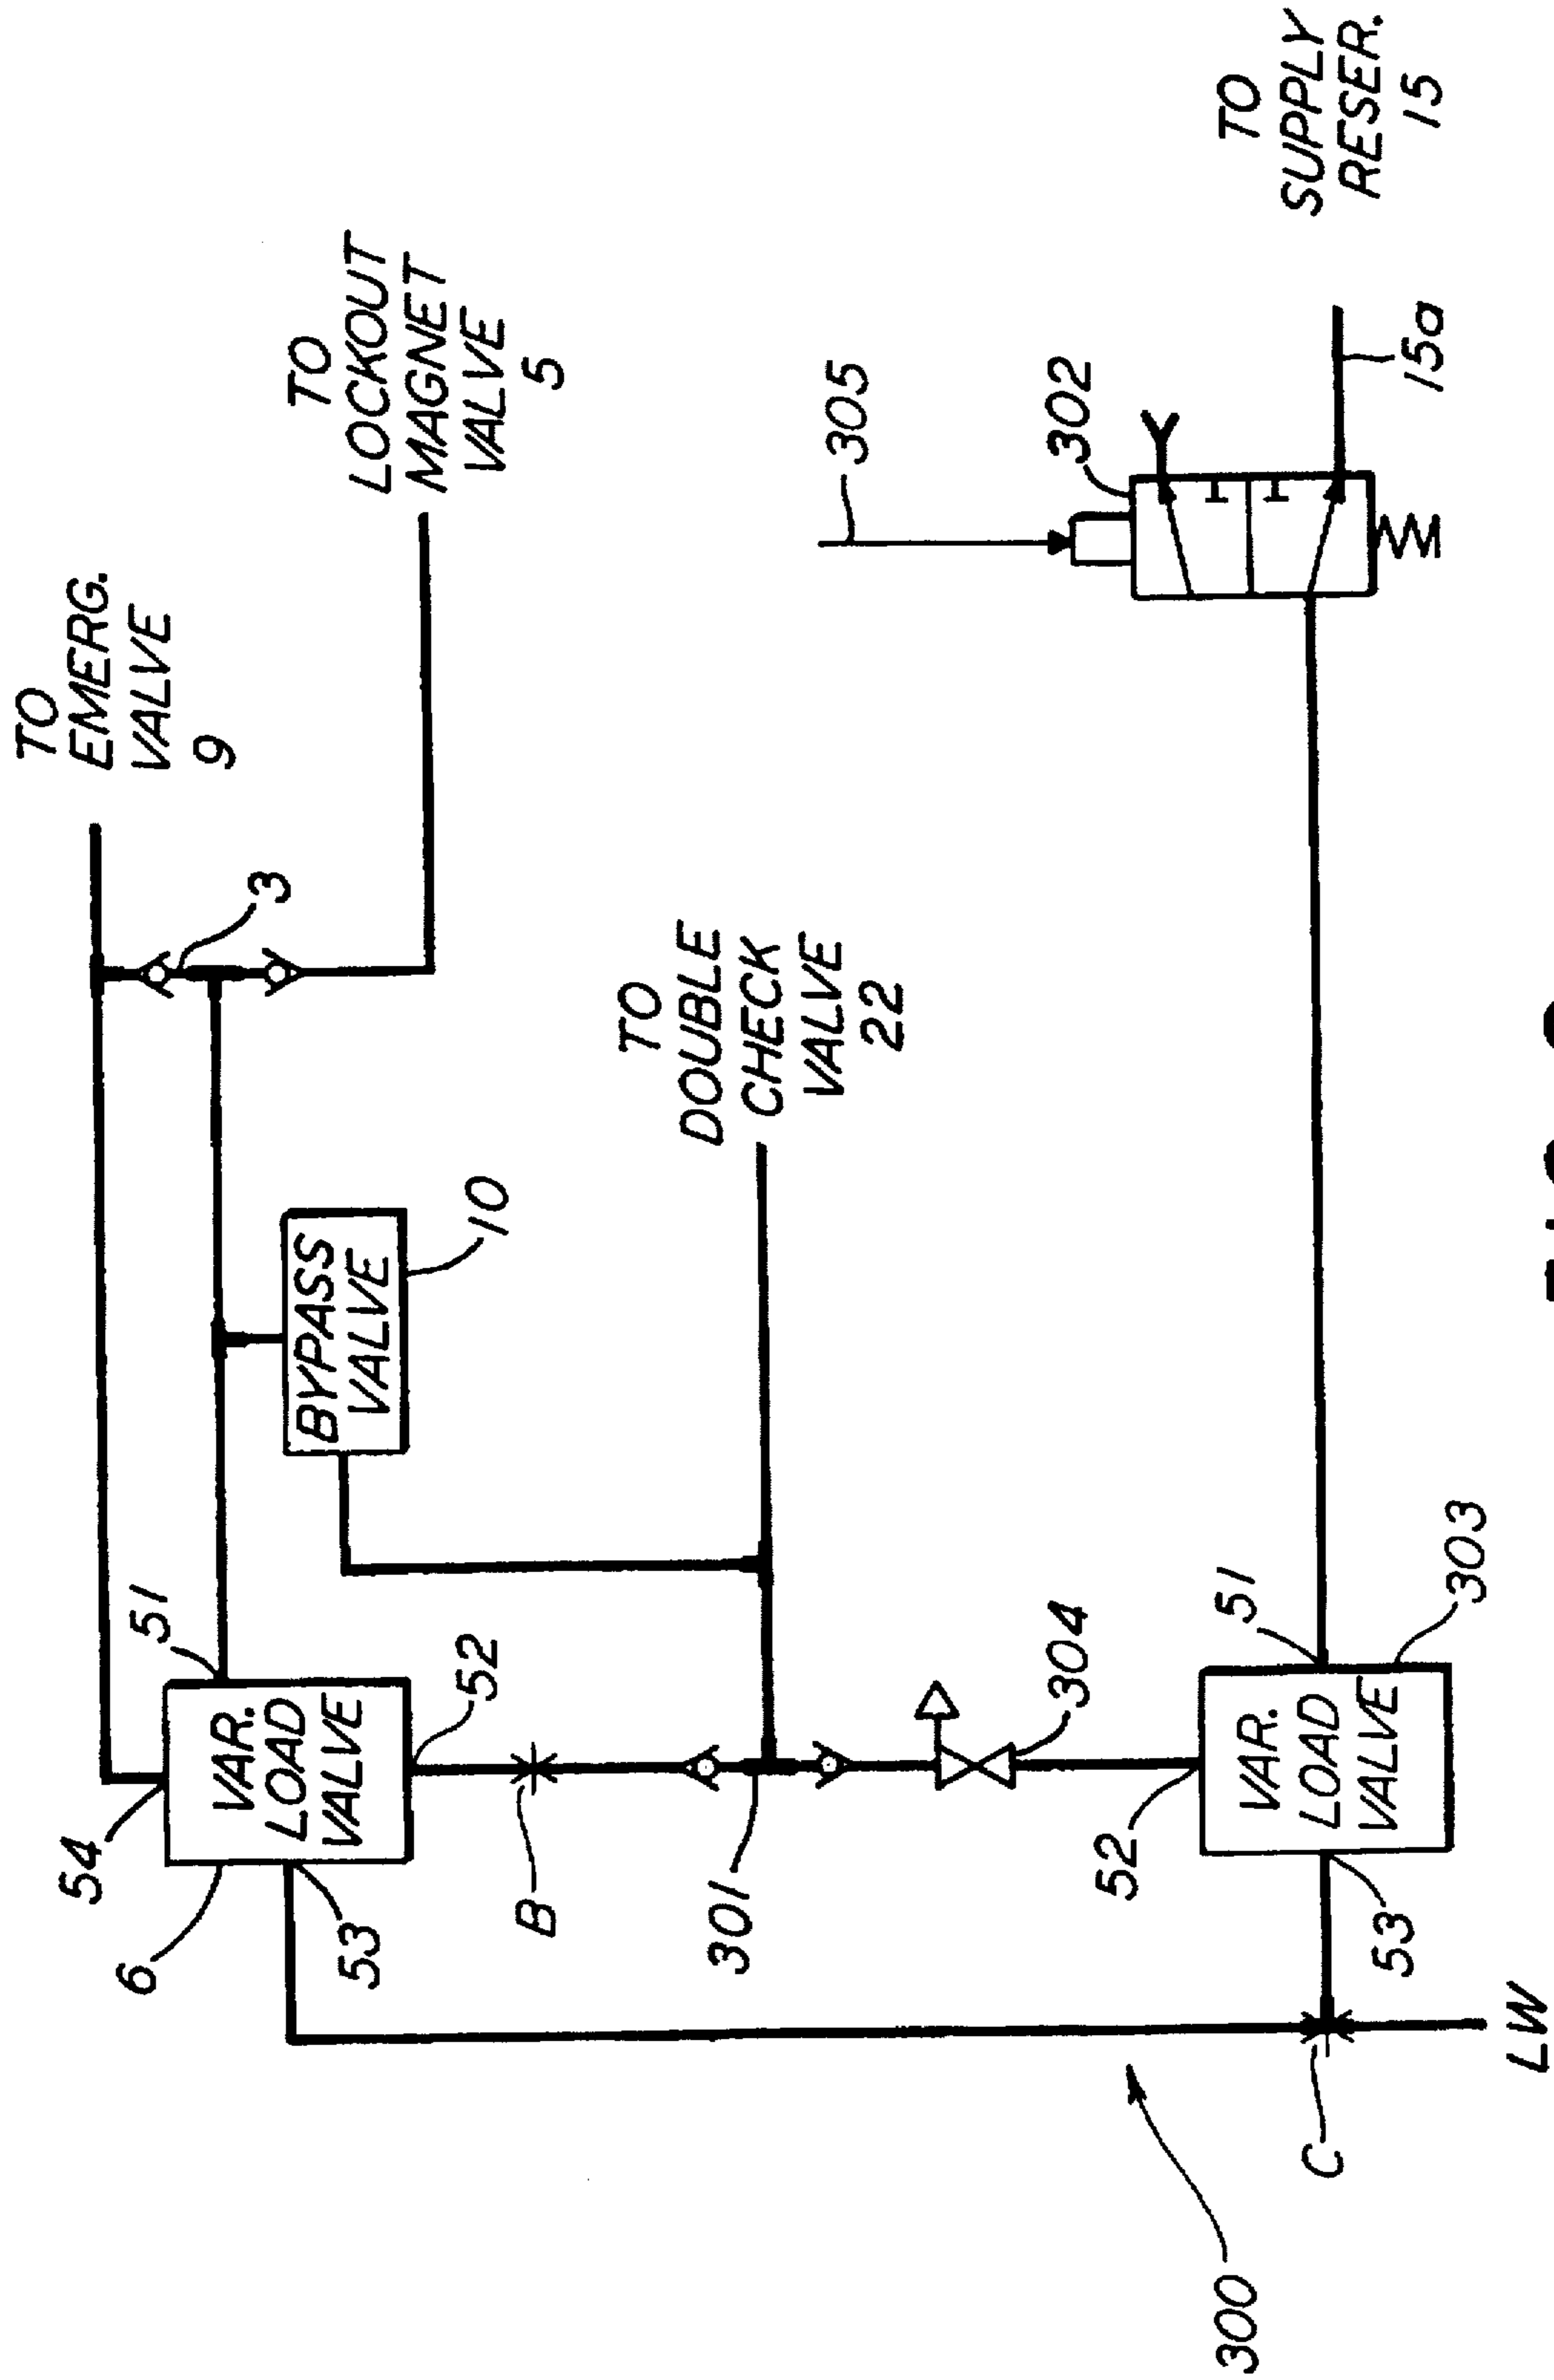 TO
EMERG.
VALVE
9
TO
LOCKOUT
MAGNET
VALVE
5
3
54
51
6
VAR.
LOAD
VALVE
53
52
BYPASS
VALVE
10
B
TO
DOUBLE
CHECK
VALVE
22
301
305
302
TO
SUPPLY
RESER.
15
15a
304
52
51
VAR.
LOAD
VALVE
303
53
C
LW
300